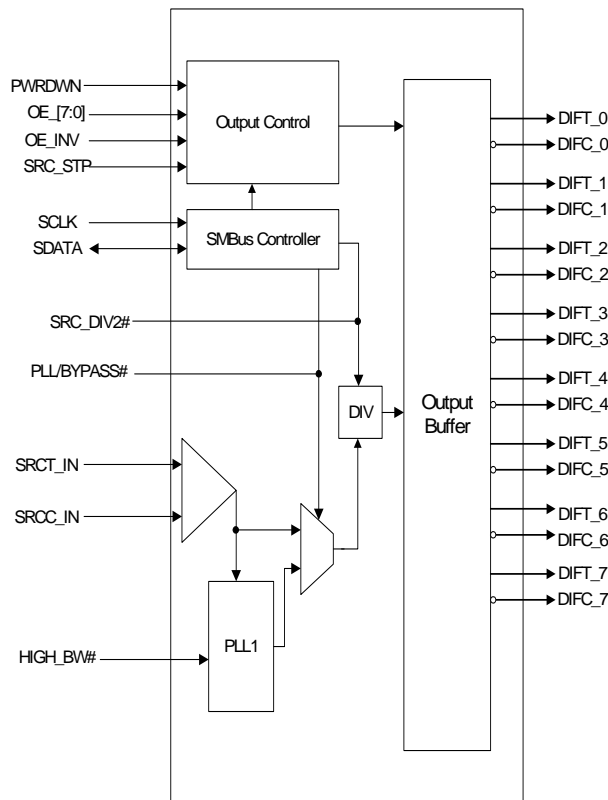 PWRDWN
OE_[7:0]
OE_INV
SRC_STP
SCLK
SDATA
SRC_DIV2#
PLL/BYPASS#
SRCT_IN
SRCC_IN
HIGH_BW#
Output Control
SMBus Controller
DIV
PLL1
Output
Buffer
DIFT_0
DIFC_0
DIFT_1
DIFC_1
DIFT_2
DIFC_2
DIFT_3
DIFC_3
DIFT_4
DIFC_4
DIFT_5
DIFC_5
DIFT_6
DIFC_6
DIFT_7
DIFC_7